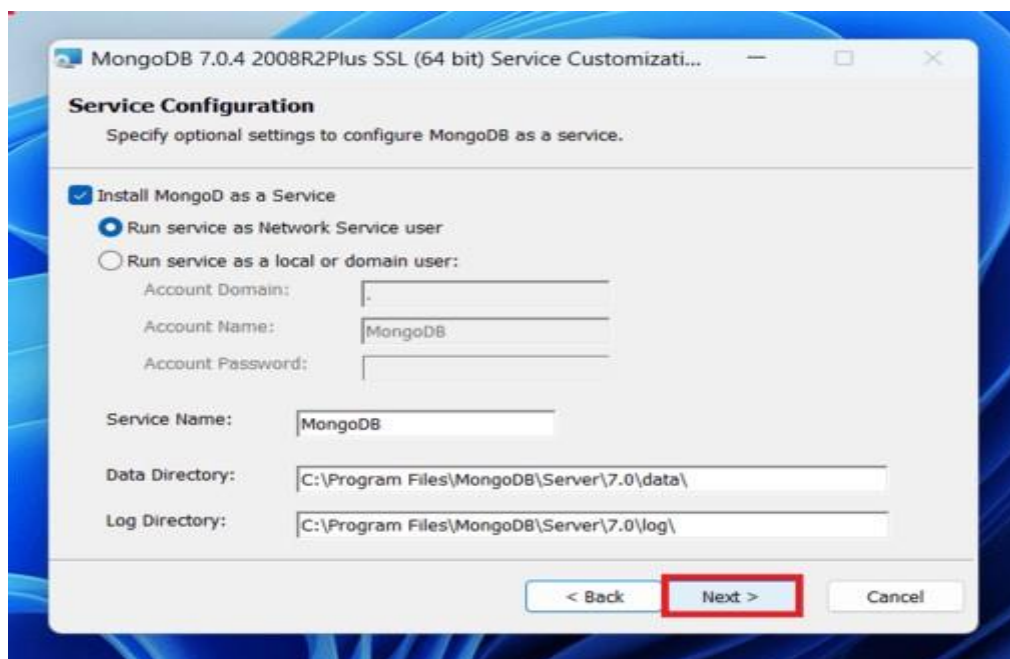 MongoDB 7.0.4 2008R2Plus SSL (64 bit) Service Customizati...
Service Configuration
Specify optional settings to configure MongoDB as a service.
Install MongoD as a Service
Run service as Network Service user
Run service as a local or domain user:
Account Domain: .
Account Name: MongoDB
Account Password:
Service Name: MongoDB
Data Directory: C:\Program Files\MongoDB\Server\7.0\data\
Log Directory: C:\Program Files\MongoDB\Server\7.0\log\
< Back Next > Cancel